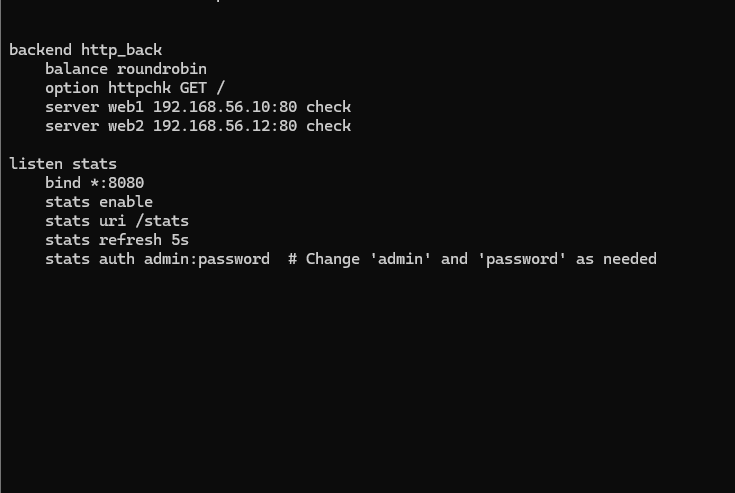 backend http_back
    balance roundrobin
    option httpchk GET /
    server web1 192.168.56.10:80 check
    server web2 192.168.56.12:80 check

listen stats
    bind *:8080
    stats enable
    stats uri /stats
    stats refresh 5s
    stats auth admin:password  # Change 'admin' and 'password' as needed